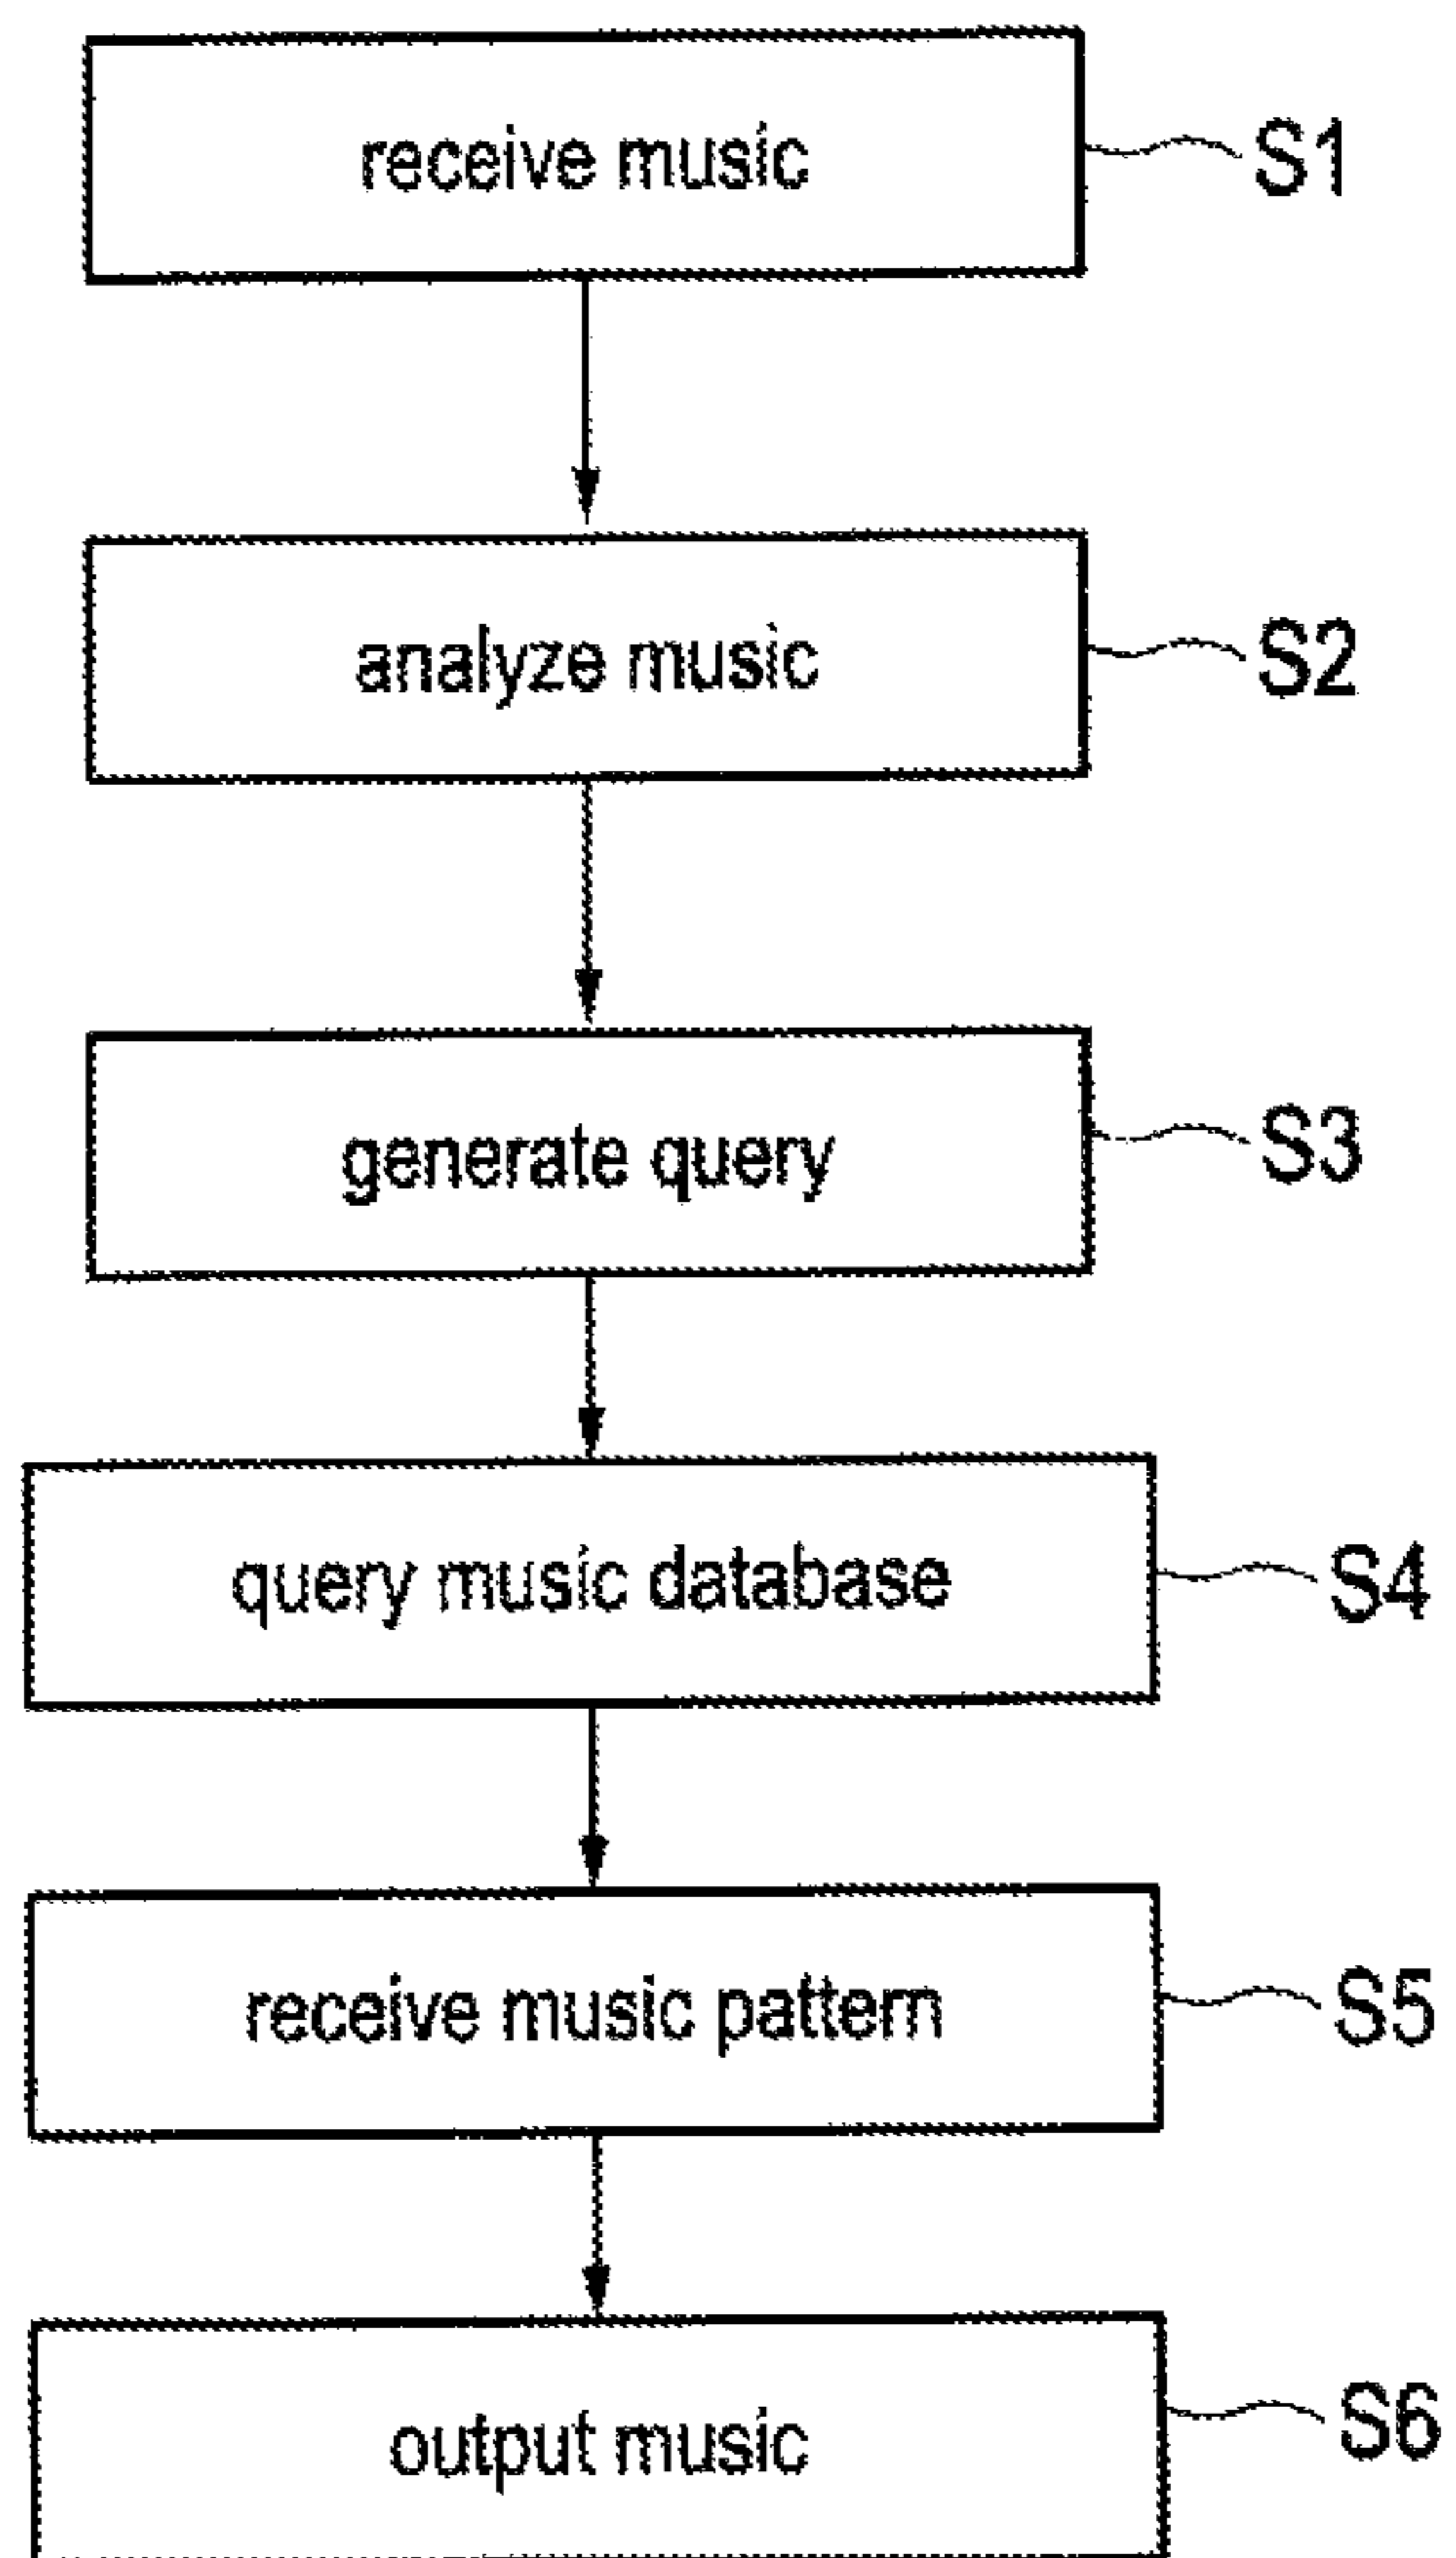 receive music S1
analyze music S2
generate query S3
query music database S4
receive music pattern S5
output music S6